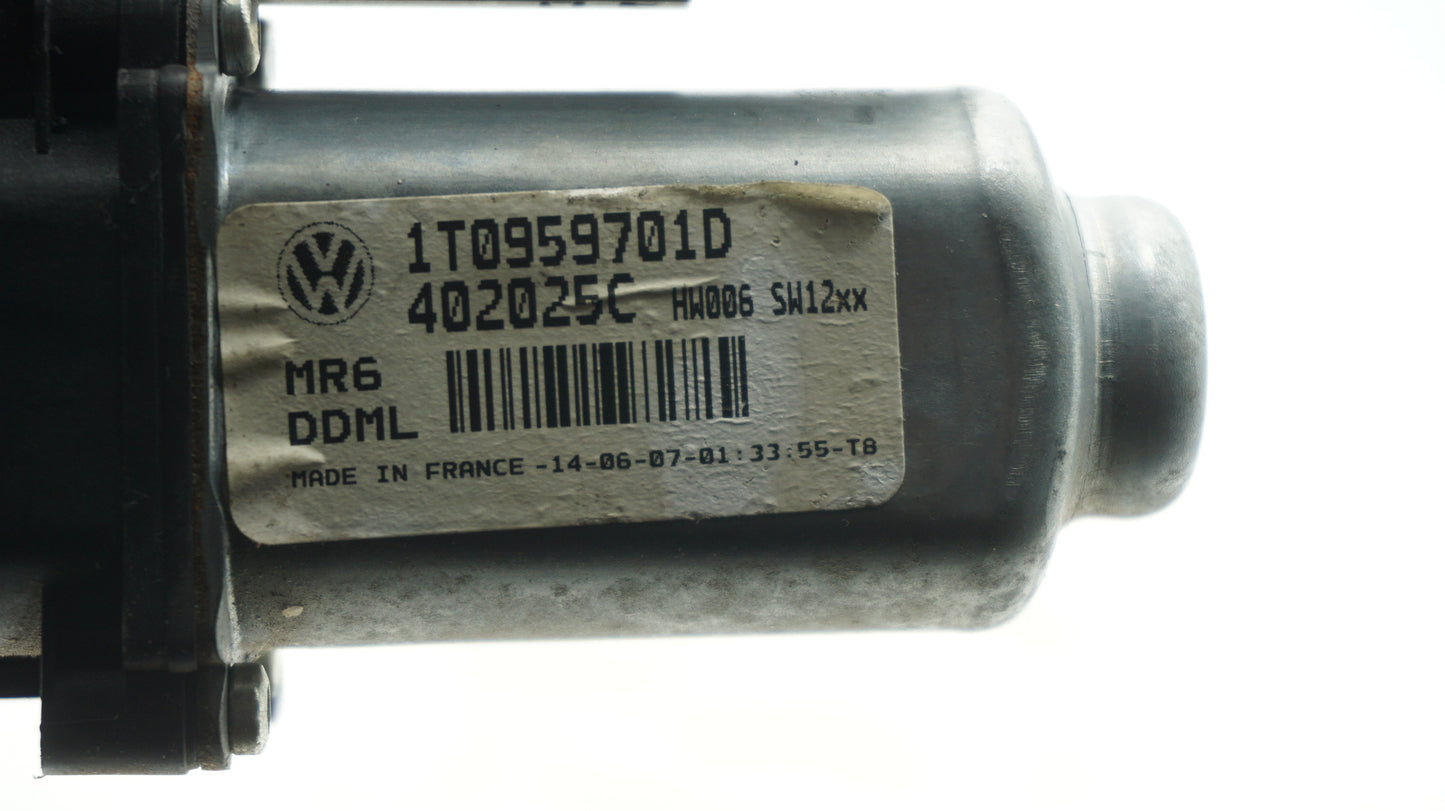 1T0959701D
402025C HW006 SW12xx
MR6
DDML
MADE IN FRANCE -14-06-07-01:33:55-T8